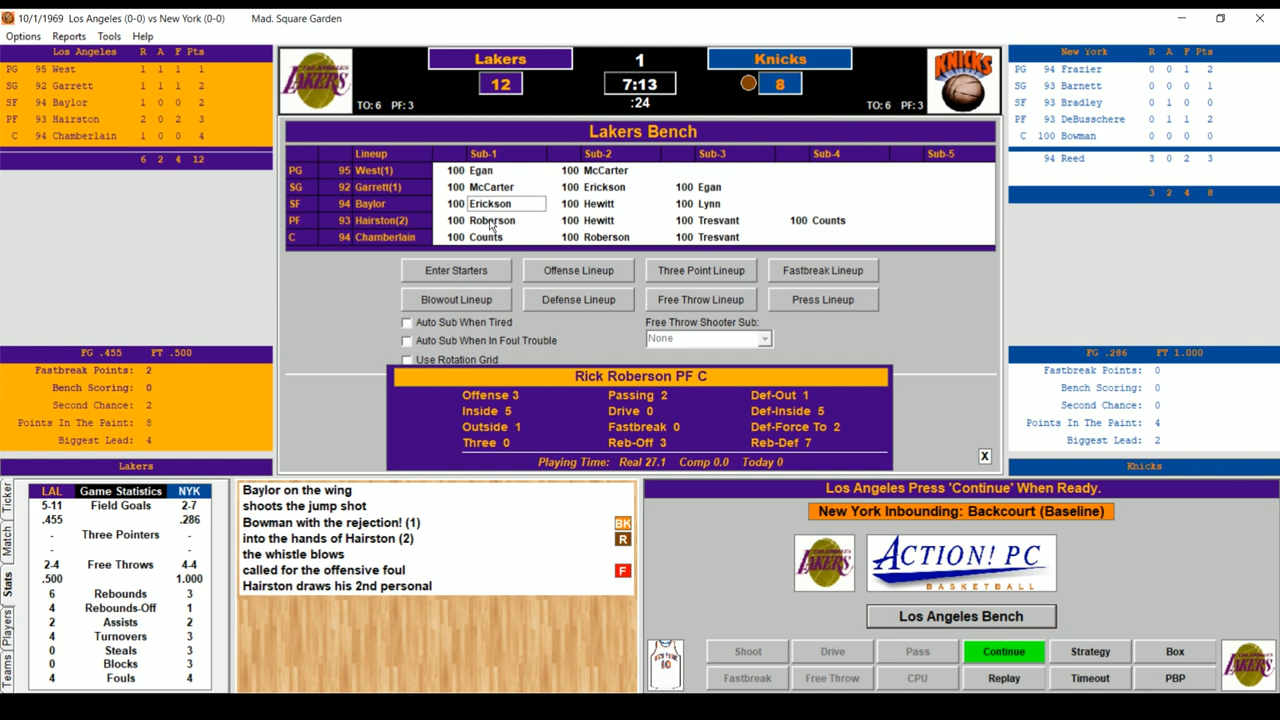 10/1/1969 Los Angeles (0-0) vs New York (0-0) Mad. Square Garden
Options Reports Tools Help
Los Angeles R A F Pts
PG 95 West 1 1 1 1
SG 92 Garrett 1 1 1 2
SF 94 Baylor 1 0 0 2
PF 93 Hairston 2 0 2 3
C 94 Chamberlain 1 0 0 4
6 2 4 12
FG .455 FT .500
Fastbreak Points: 2
Bench Scoring: 0
Second Chance: 2
Points In The Paint: 8
Biggest Lead: 4
Lakers
LAKERS
Lakers 1 Knicks
12 7:13 8
:24
TO: 6 PF: 3 TO: 6 PF: 3
KNICKS
New York R A F Pts
PG 94 Frazier 0 0 1 2
SG 93 Barnett 0 0 0 1
SF 93 Bradley 0 1 0 0
PF 93 DeBusschere 0 1 1 2
C 100 Bowman 0 0 0 0
94 Reed 3 0 2 3
3 2 4 8
FG .286 FT 1.000
Fastbreak Points: 0
Bench Scoring: 0
Second Chance: 0
Points In The Paint: 4
Biggest Lead: 2
Knicks
Lakers Bench
Lineup Sub-1 Sub-2 Sub-3 Sub-4 Sub-5
PG 95 West(1) 100 Egan 100 McCarter
SG 92 Garrett(1) 100 McCarter 100 Erickson 100 Egan
SF 94 Baylor 100 Erickson 100 Hewitt 100 Lynn
PF 93 Hairston(2) 100 Roberson 100 Hewitt 100 Tresvant 100 Counts
C 94 Chamberlain 100 Counts 100 Roberson 100 Tresvant
Enter Starters Offense Lineup Three Point Lineup Fastbreak Lineup
Blowout Lineup Defense Lineup Free Throw Lineup Press Lineup
Auto Sub When Tired Free Throw Shooter Sub:
Auto Sub When In Foul Trouble None
Use Rotation Grid
Rick Roberson PF C
Offense 3 Passing 2 Def-Out 1
Inside 5 Drive 0 Def-Inside 5
Outside 1 Fastbreak 0 Def-Force To 2
Three 0 Reb-Off 3 Reb-Def 7
Playing Time: Real 27.1 Comp 0.0 Today 0
X
Ticker
Match
Stats
Players
Teams
LAL Game Statistics NYK
5-11 Field Goals 2-7
.455 .286
- Three Pointers -
- -
2-4 Free Throws 4-4
.500 1.000
6 Rebounds 3
4 Rebounds-Off 1
2 Assists 2
4 Turnovers 3
0 Steals 3
0 Blocks 3
4 Fouls 4
Baylor on the wing
shoots the jump shot
Bowman with the rejection! (1) BK
into the hands of Hairston (2) R
the whistle blows
called for the offensive foul F
Hairston draws his 2nd personal
Los Angeles Press 'Continue' When Ready.
New York Inbounding: Backcourt (Baseline)
LAKERS
ACTION! PC
BASKETBALL
Los Angeles Bench
Shoot Drive Pass Continue Strategy Box
Fastbreak Free Throw CPU Replay Timeout PBP
NEW YORK
10
LAKERS